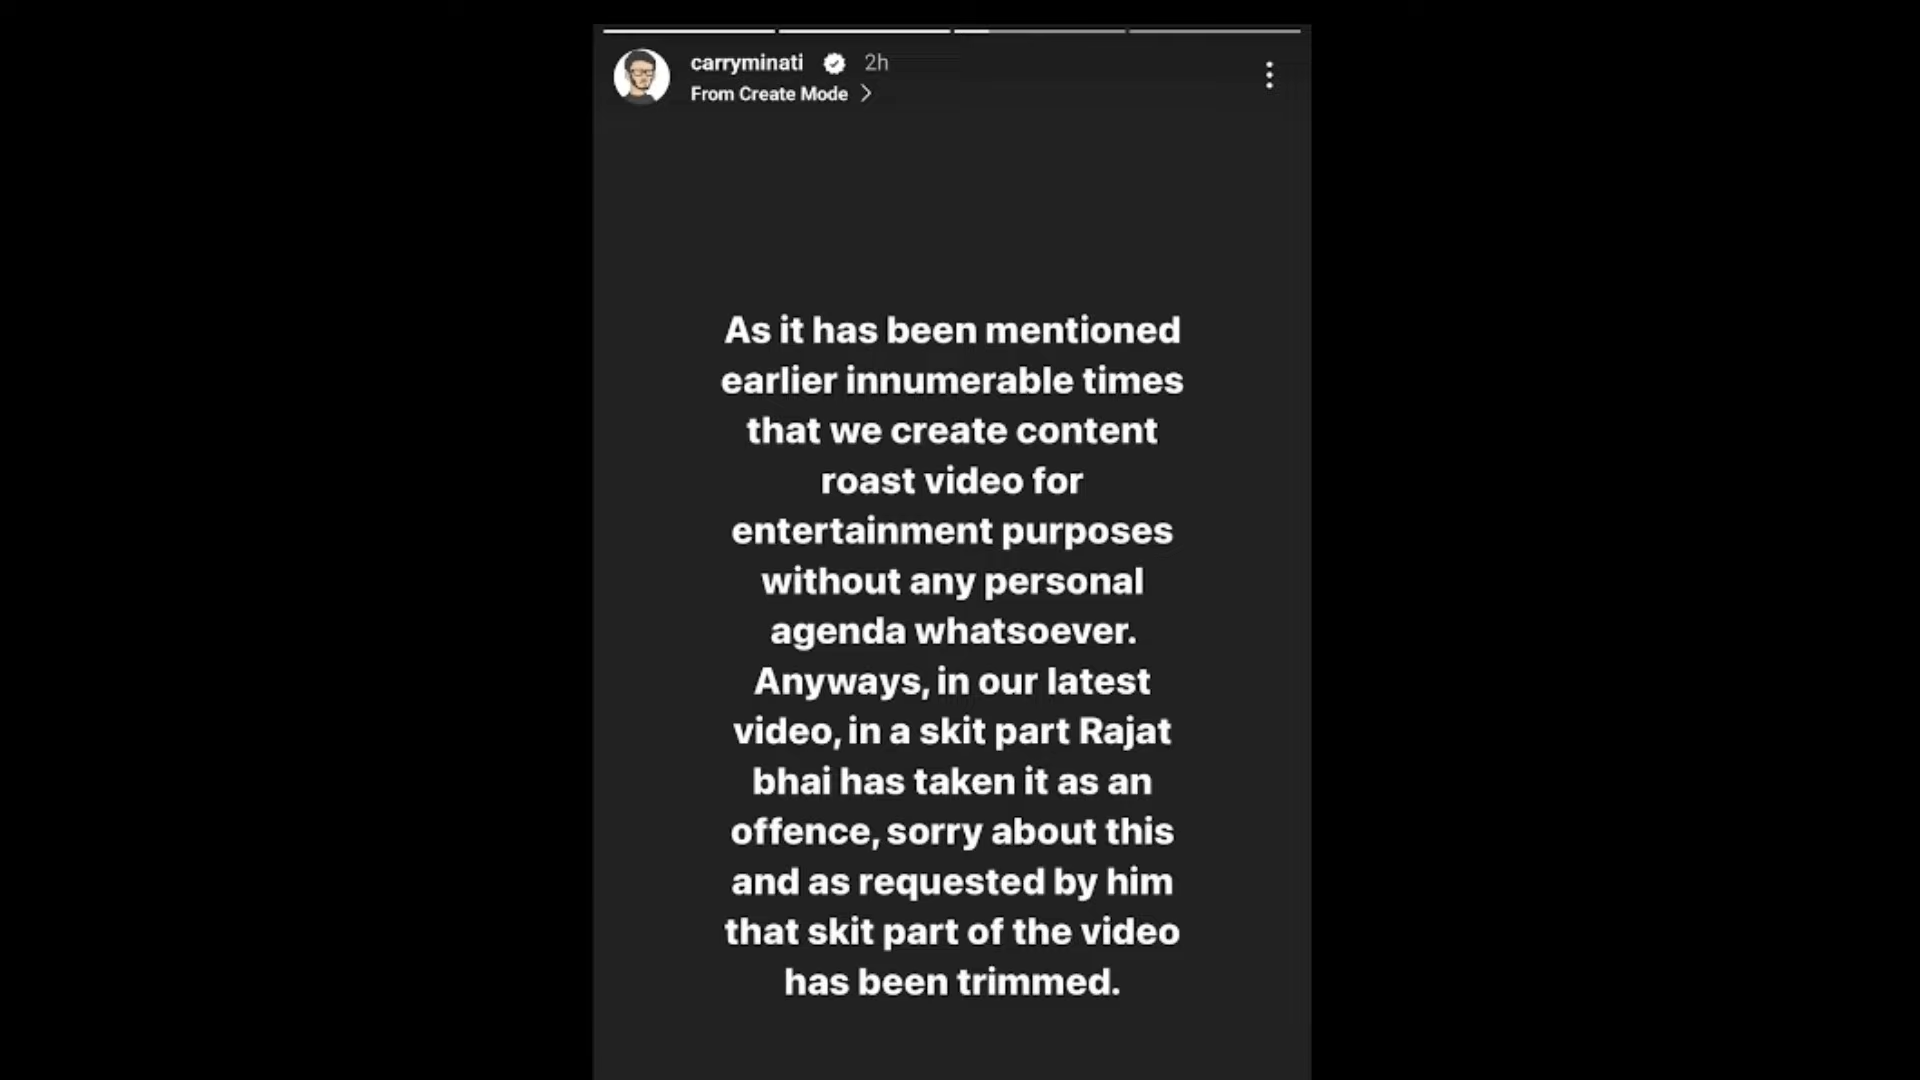 carryminati 2h
From Create Mode
As it has been mentioned
earlier innumerable times
that we create content
roast video for
entertainment purposes
without any personal
agenda whatsoever.
Anyways, in our latest
video, in a skit part Rajat
bhai has taken it as an
offence, sorry about this
and as requested by him
that skit part of the video
has been trimmed.